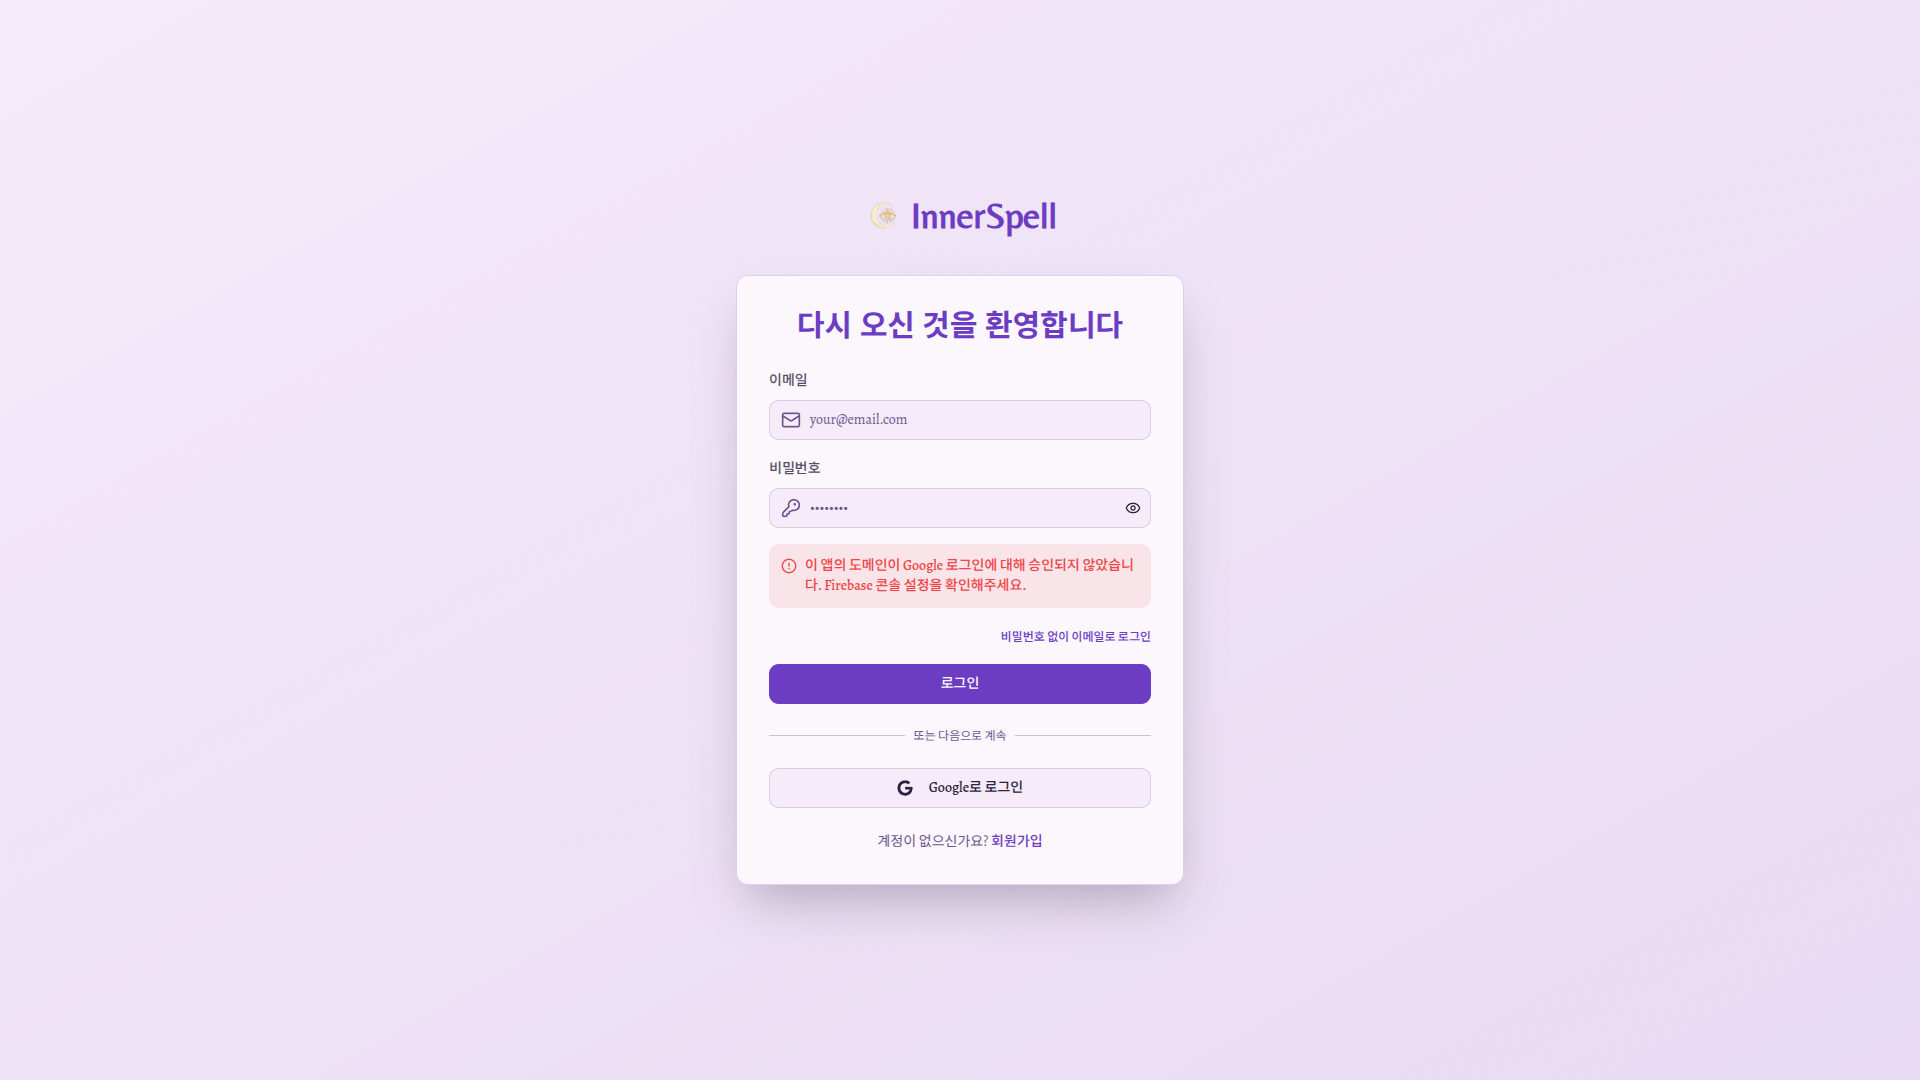 InnerSpell
다시 오신 것을 환영합니다
이메일
your@email.com
비밀번호
••••••••
이 앱의 도메인이 Google 로그인에 대해 승인되지 않았습니
다. Firebase 콘솔 설정을 확인해주세요.
비밀번호 없이 이메일로 로그인
로그인
또는 다음으로 계속
Google로 로그인
계정이 없으신가요? 회원가입